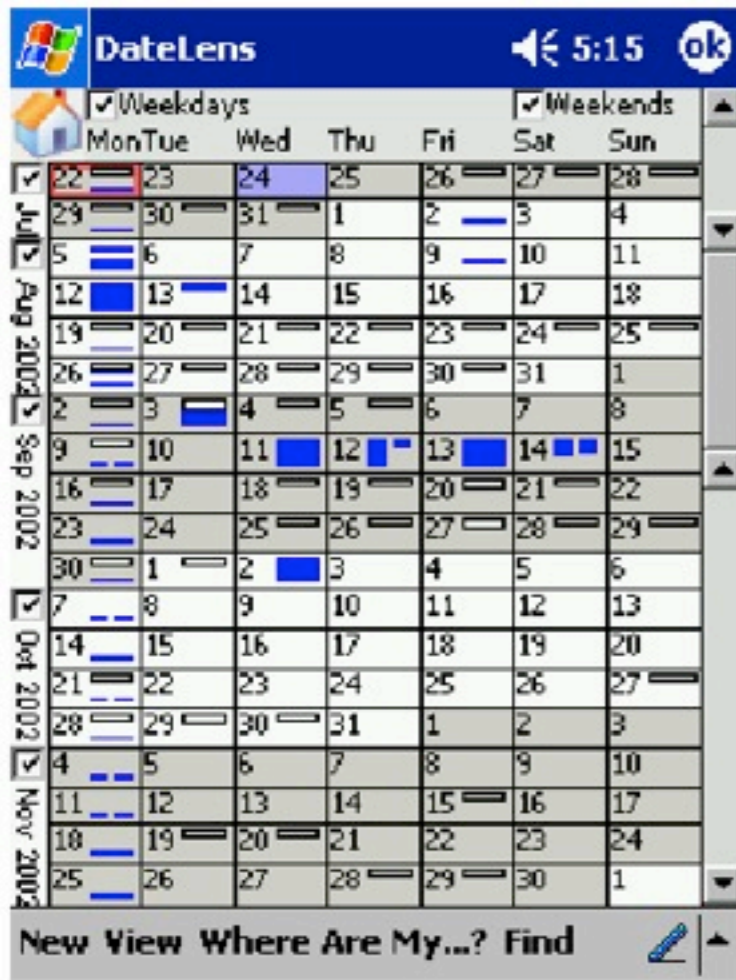 DateLens 5:15 ok
Weekdays Weekends
Mon Tue Wed Thu Fri Sat Sun
22 23 24 25 26 27 28
Jul
29 30 31 1 2 3 4
5 6 7 8 9 10 11
Aug 2002
12 13 14 15 16 17 18
19 20 21 22 23 24 25
26 27 28 29 30 31 1
2 3 4 5 6 7 8
Sep 2002
9 10 11 12 13 14 15
16 17 18 19 20 21 22
23 24 25 26 27 28 29
30 1 2 3 4 5 6
7 8 9 10 11 12 13
Oct 2002
14 15 16 17 18 19 20
21 22 23 24 25 26 27
28 29 30 31 1 2 3
4 5 6 7 8 9 10
Nov 2002
11 12 13 14 15 16 17
18 19 20 21 22 23 24
25 26 27 28 29 30 1
New View Where Are My...? Find